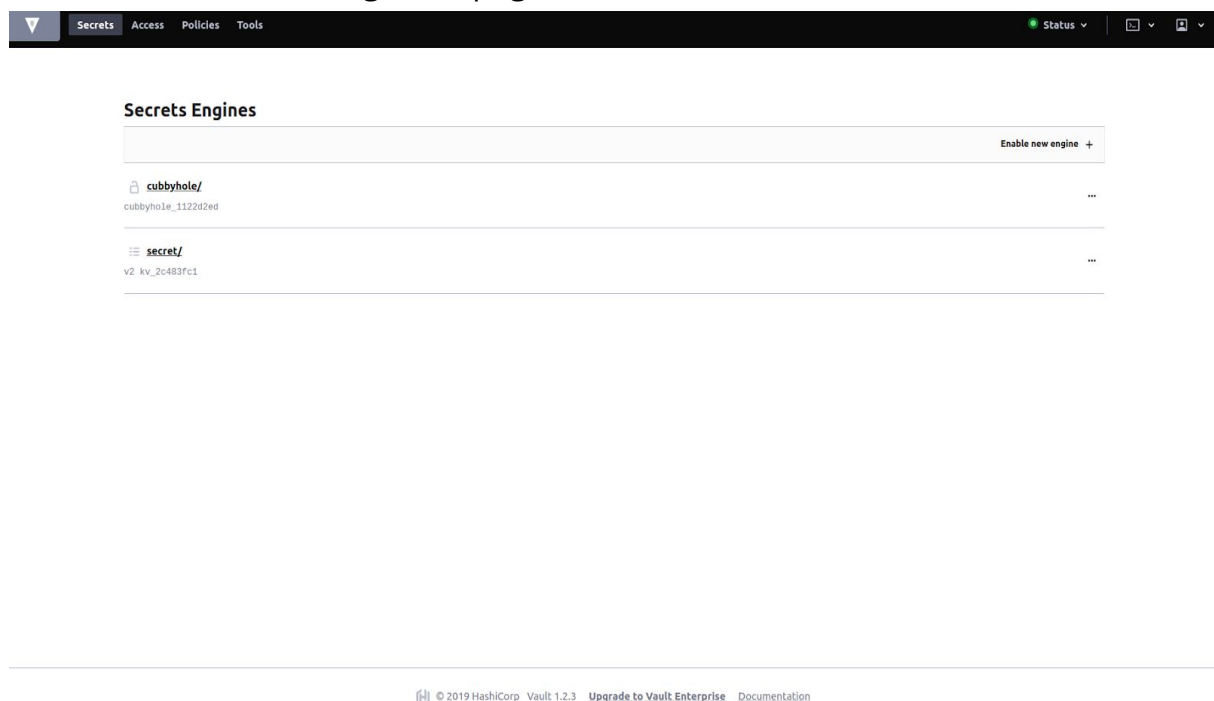 Secrets Access Policies Tools Status
Secrets Engines
Enable new engine +
cubbyhole/
cubbyhole_1122d2ed
secret/
v2 kv_2c483fc1
© 2019 HashiCorp Vault 1.2.3 Upgrade to Vault Enterprise Documentation